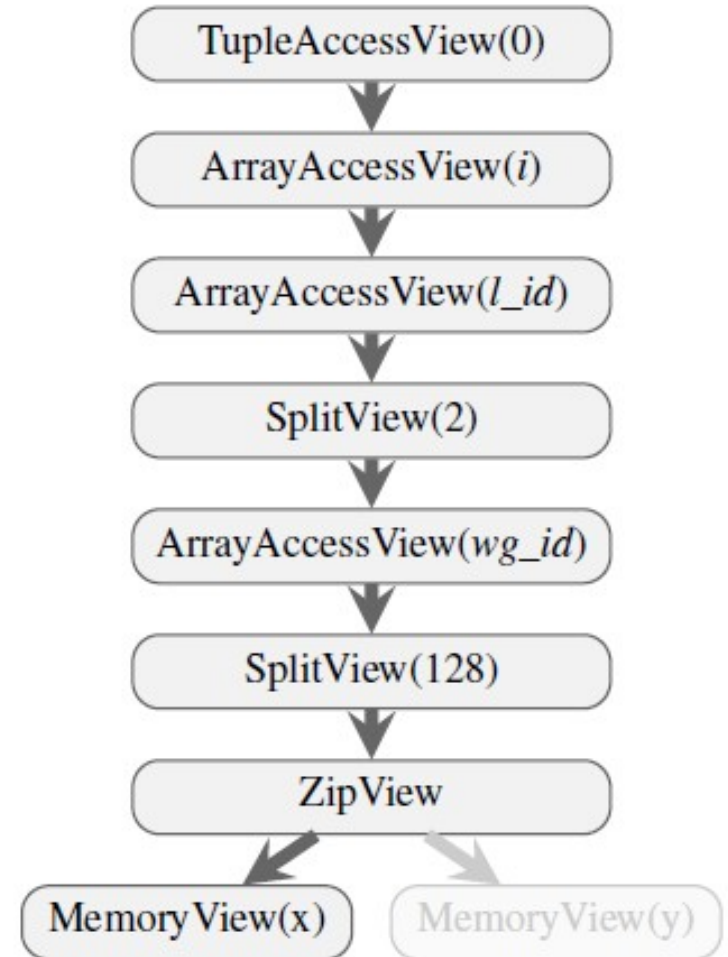 TupleAccessView(0)
ArrayAccessView(i)
ArrayAccessView(l_id)
SplitView(2)
ArrayAccessView(wg_id)
SplitView(128)
ZipView
MemoryView(x) MemoryView(y)